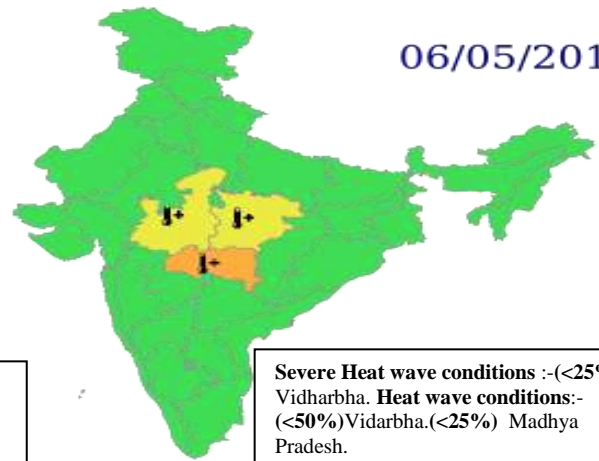 06/05/201
Severe Heat wave conditions :-(<25%
Vidharbha. Heat wave conditions:-
(<50%)Vidarbha.(<25%) Madhya
Pradesh.